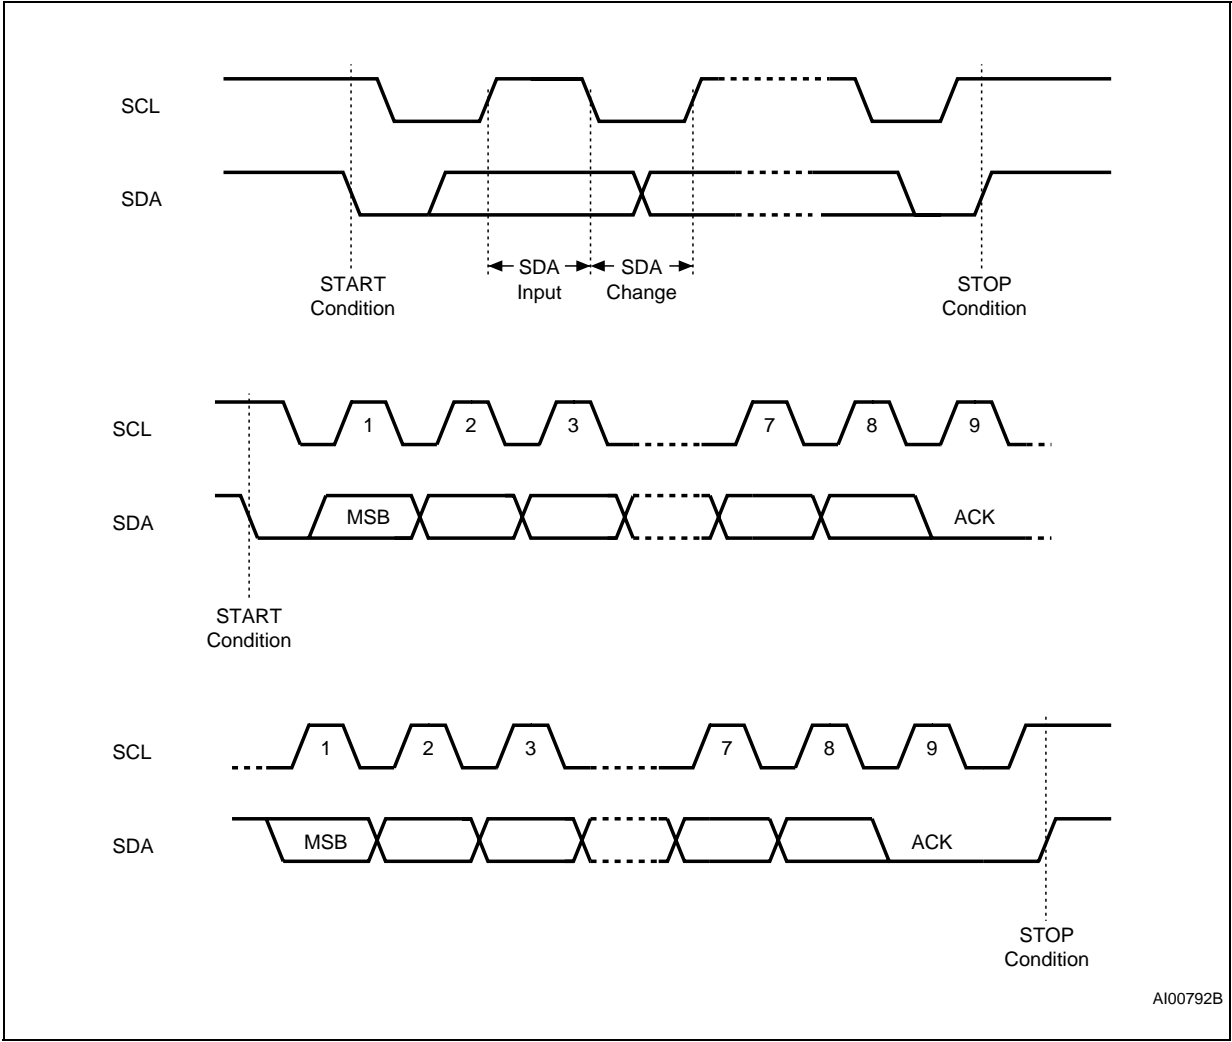 SCL
SDA
START
Condition
SDA
Input
SDA
Change
STOP
Condition
SCL
1
2
3
7
8
9
SDA
MSB
ACK
START
Condition
SCL
1
2
3
7
8
9
SDA
MSB
ACK
STOP
Condition
AI00792B